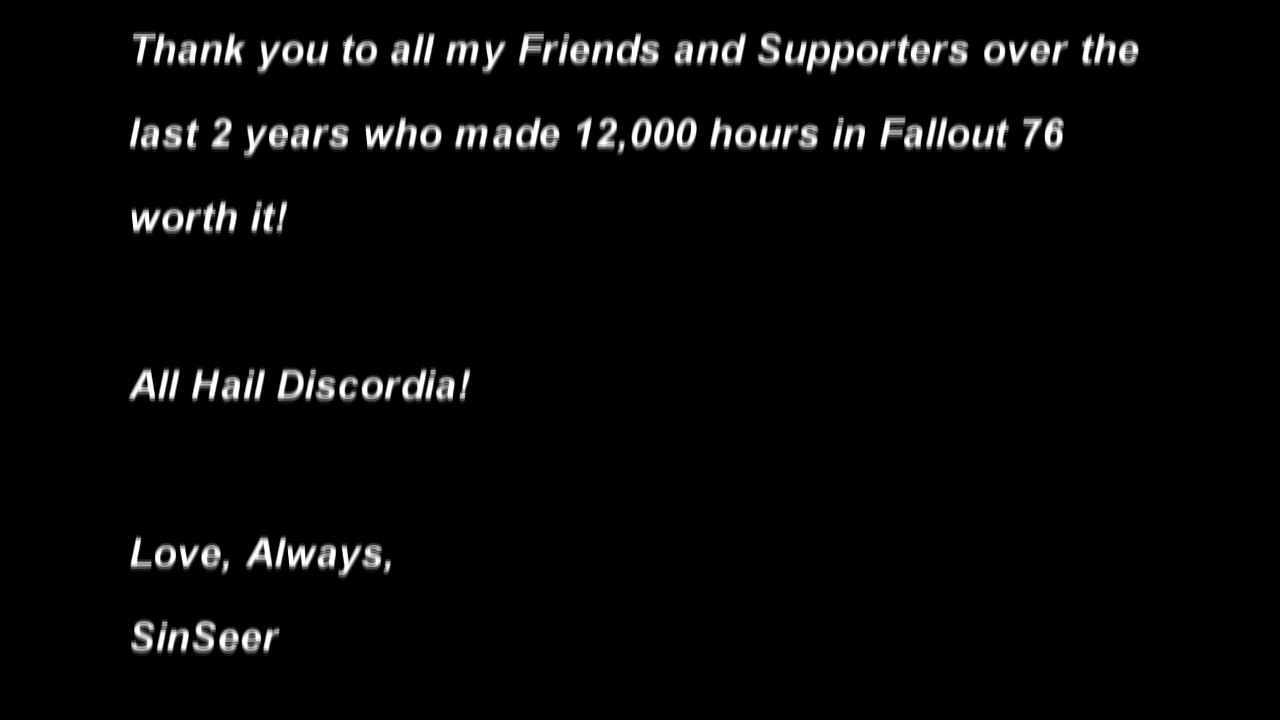 Thank you to all my Friends and Supporters over the
last 2 years who made 12,000 hours in Fallout 76
worth it!
All Hail Discordia!
Love, Always,
SinSeer